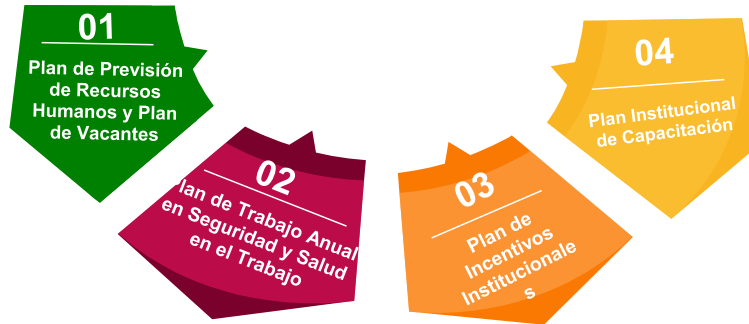 01
Plan de Previsión
de Recursos
Humanos y Plan
de Vacantes
02
Plan de Trabajo Anual
en Seguridad y Salud
en el Trabajo
03
Plan de
Incentivos
Institucionale
s
04
Plan Institucional
de Capacitación